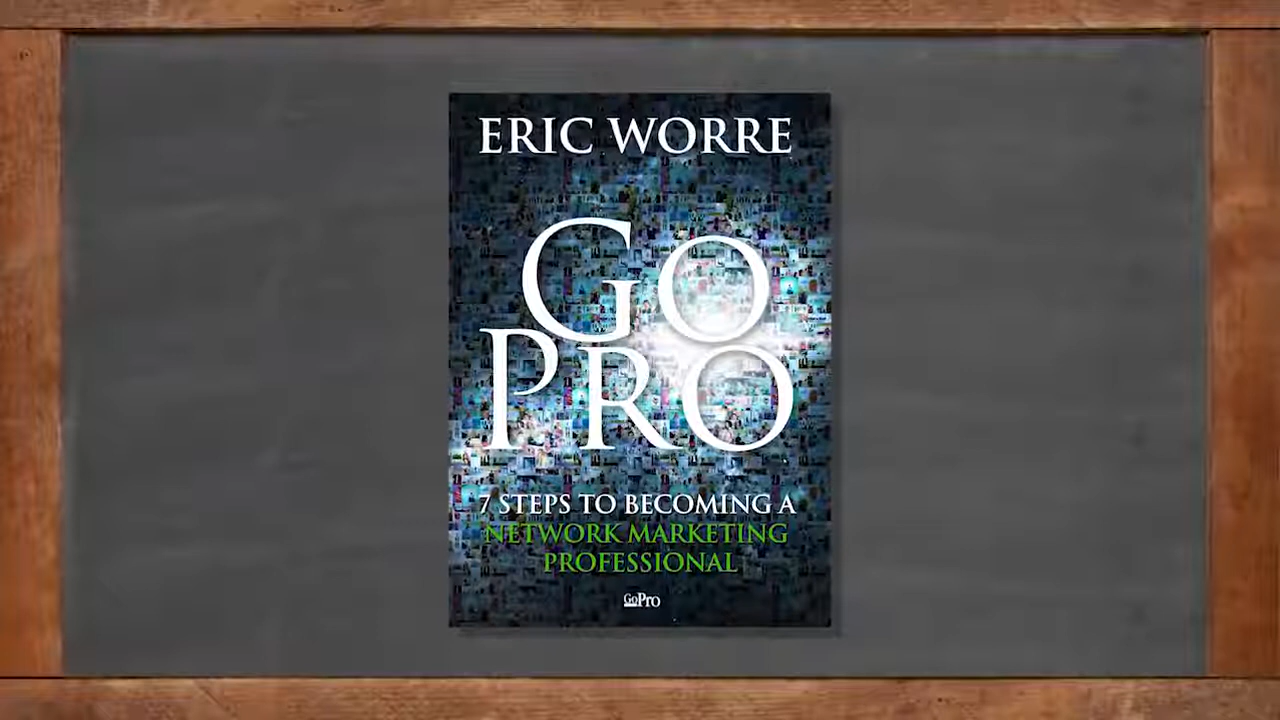 ERIC WORRE
GO
PRO
7 STEPS TO BECOMING A
NETWORK MARKETING
PROFESSIONAL
GoPro